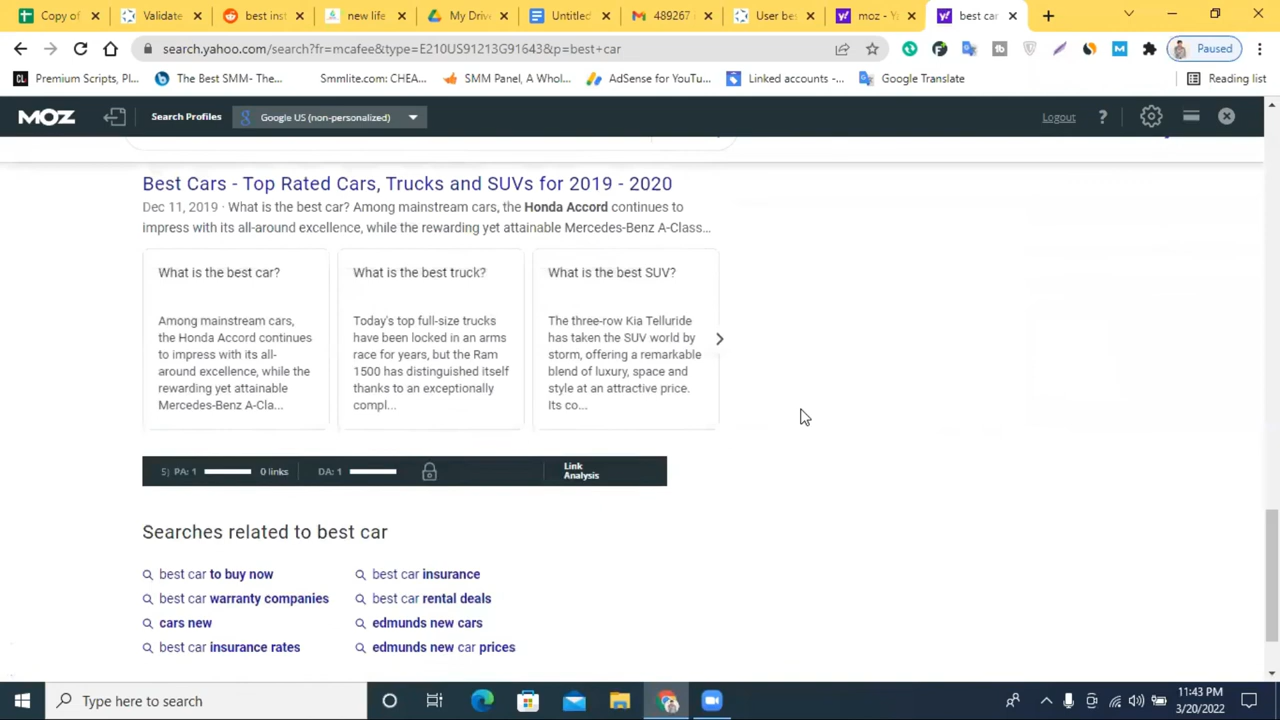 Copy of
Validate
best inst
new life
My Drive
Untitled
489267
User bes
moz - Y
best car
search.yahoo.com/search?fr=mcafee&type=E210US91213G91643&p=best+car
Paused
Premium Scripts, Pl...
The Best SMM- The...
Smmlite.com: CHEA...
SMM Panel, A Whol...
AdSense for YouTu...
Linked accounts -...
Google Translate
Reading list
MOZ
Search Profiles
Google US (non-personalized)
Logout
?
Best Cars - Top Rated Cars, Trucks and SUVs for 2019 - 2020
Dec 11, 2019 · What is the best car? Among mainstream cars, the Honda Accord continues to
impress with its all-around excellence, while the rewarding yet attainable Mercedes-Benz A-Class...
What is the best car?
Among mainstream cars,
the Honda Accord continues
to impress with its all-
around excellence, while the
rewarding yet attainable
Mercedes-Benz A-Cla...
What is the best truck?
Today's top full-size trucks
have been locked in an arms
race for years, but the Ram
1500 has distinguished itself
thanks to an exceptionally
compl...
What is the best SUV?
The three-row Kia Telluride
has taken the SUV world by
storm, offering a remarkable
blend of luxury, space and
style at an attractive price.
Its co...
5) PA: 1
0 links
DA: 1
Link
Analysis
Searches related to best car
best car to buy now
best car insurance
best car warranty companies
best car rental deals
cars new
edmunds new cars
best car insurance rates
edmunds new car prices
Type here to search
11:43 PM
3/20/2022